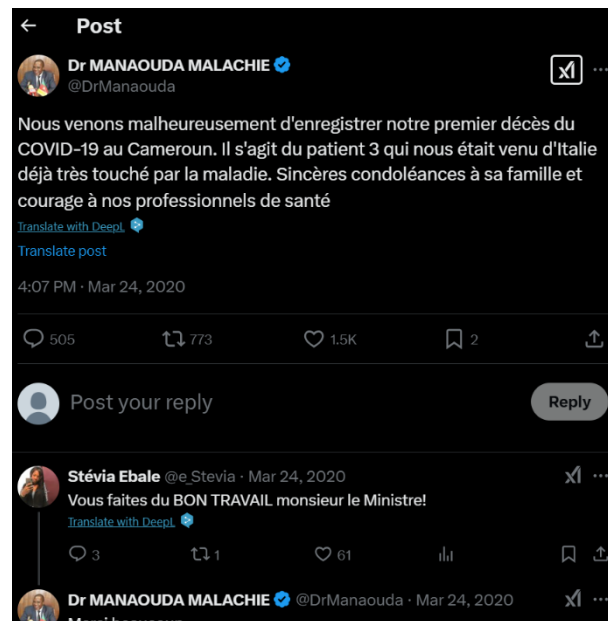 Post
Dr MANAOUDA MALACHIE
@DrManaouda
Nous venons malheureusement d'enregistrer notre premier décès du
COVID-19 au Cameroun. Il s'agit du patient 3 qui nous était venu d'Italie
déjà très touché par la maladie. Sincères condoléances à sa famille et
courage à nos professionnels de santé
Translate with DeepL
Translate post
4:07 PM · Mar 24, 2020
505 773 1.5K 2
Post your reply Reply
Stévia Ebale @e_Stevia · Mar 24, 2020
Vous faites du BON TRAVAIL monsieur le Ministre!
Translate with DeepL
3 1 61
Dr MANAOUDA MALACHIE @DrManaouda · Mar 24, 2020